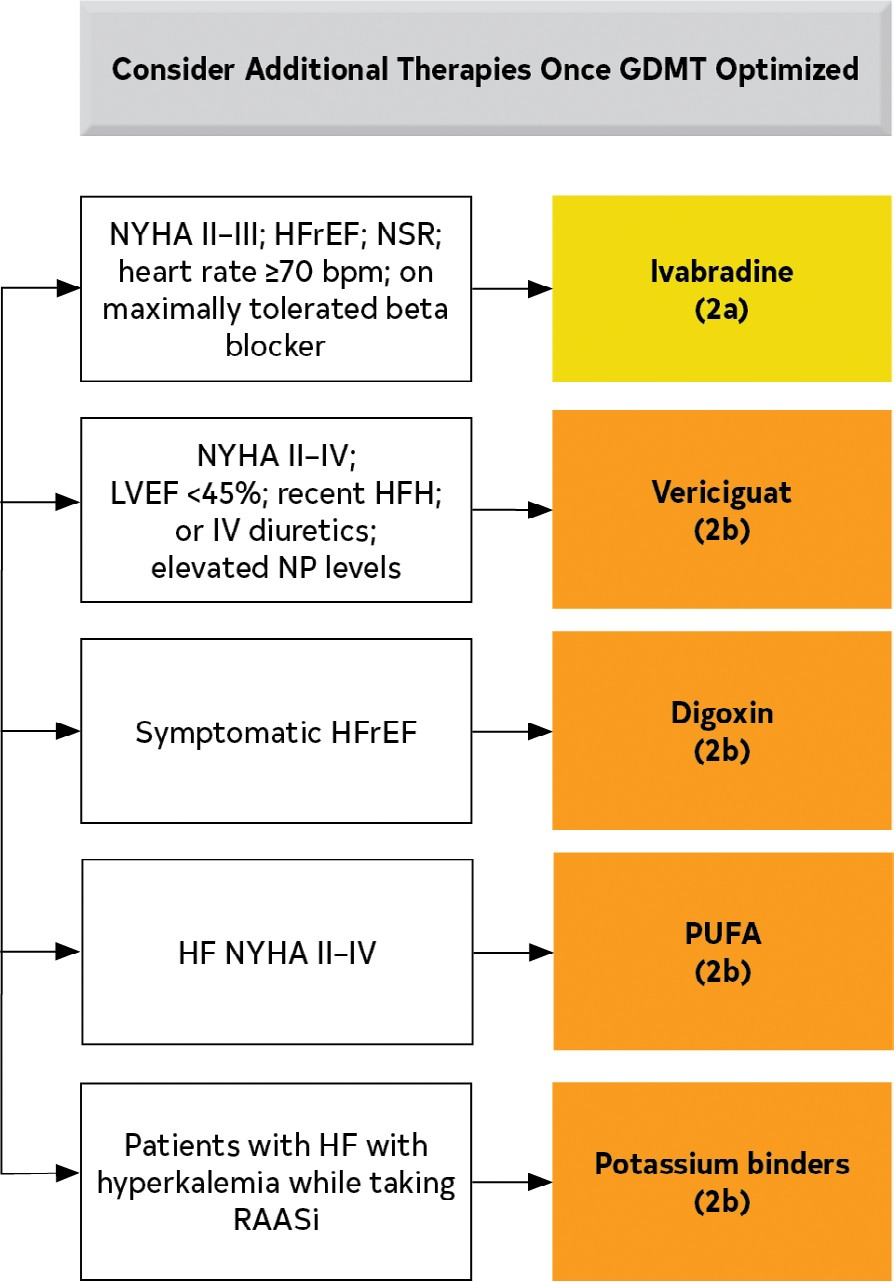 Consider Additional Therapies Once GDMT Optimized
NYHA II–III; HFrEF; NSR;
heart rate ≥70 bpm; on
maximally tolerated beta
blocker
Ivabradine
(2a)
NYHA II–IV;
LVEF <45%; recent HFH;
or IV diuretics;
elevated NP levels
Vericiguat
(2b)
Symptomatic HFrEF
Digoxin
(2b)
HF NYHA II–IV
PUFA
(2b)
Patients with HF with
hyperkalemia while taking
RAASi
Potassium binders
(2b)